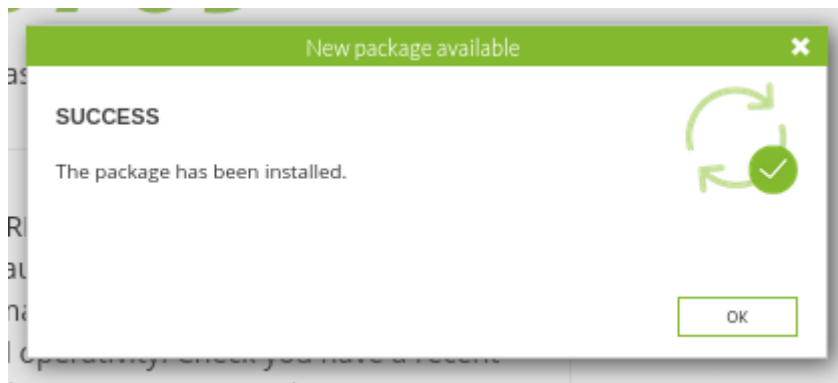 New package available
SUCCESS
The package has been installed.
OK
operativity. Check you have a recent